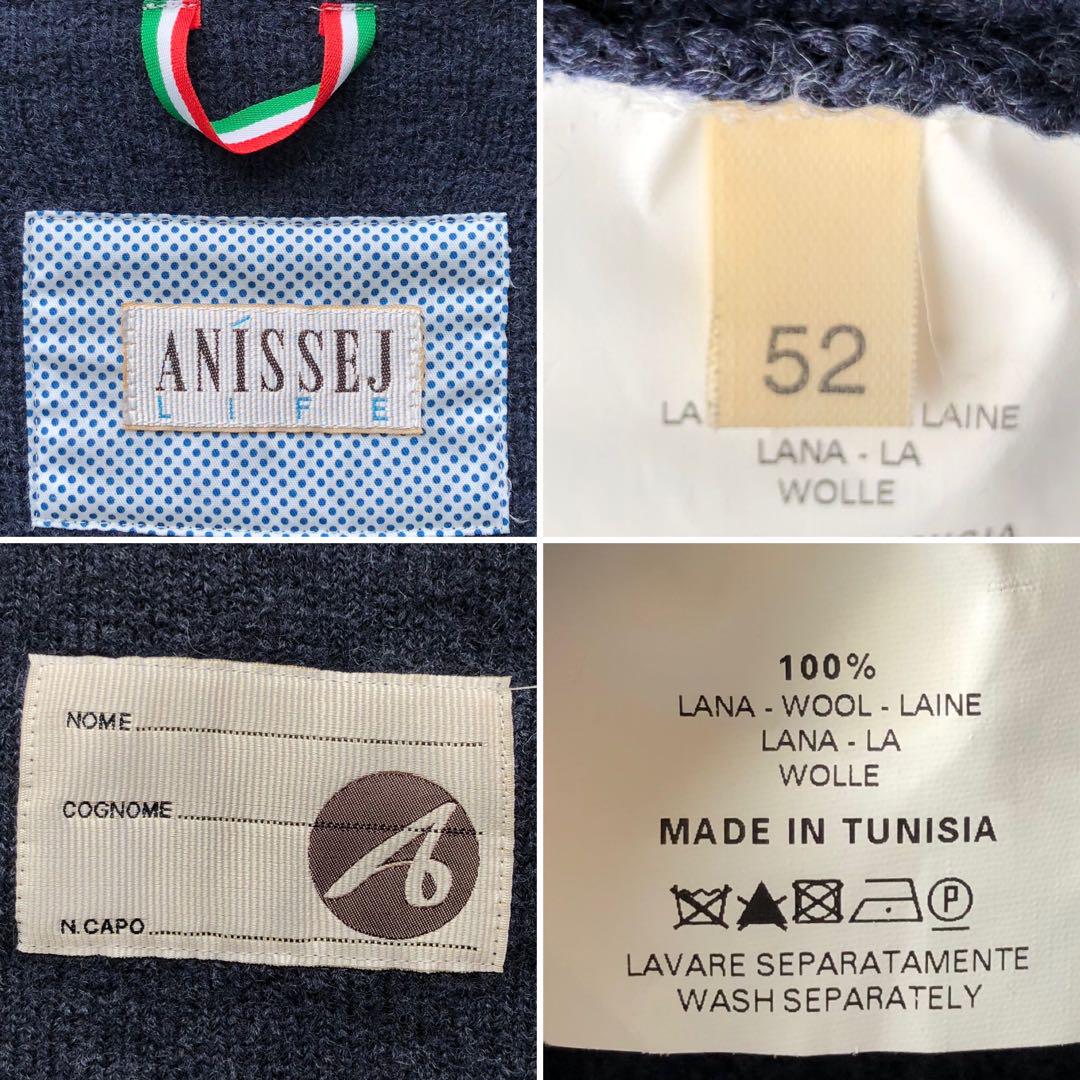 ANÍSSEJ
LIFE
52
LA LAINE
LANA - LA
WOLLE
NOME
COGNOME
N.CAPO
100%
LANA - WOOL - LAINE
LANA - LA
WOLLE
MADE IN TUNISIA
P
LAVARE SEPARATAMENTE
WASH SEPARATELY